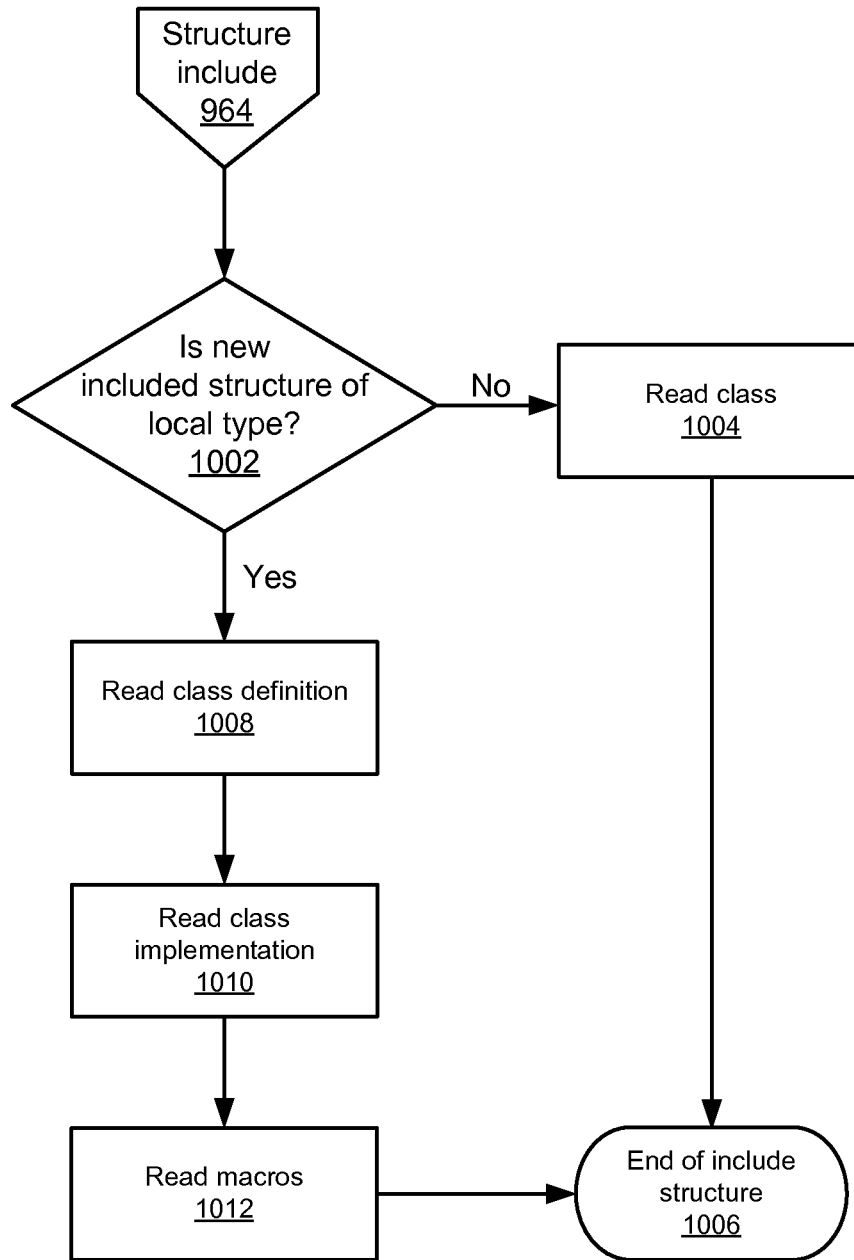 Structure
include
964
Is new
included structure of
local type?
1002
No
Read class
1004
Yes
Read class definition
1008
Read class
implementation
1010
Read macros
1012
End of include
structure
1006